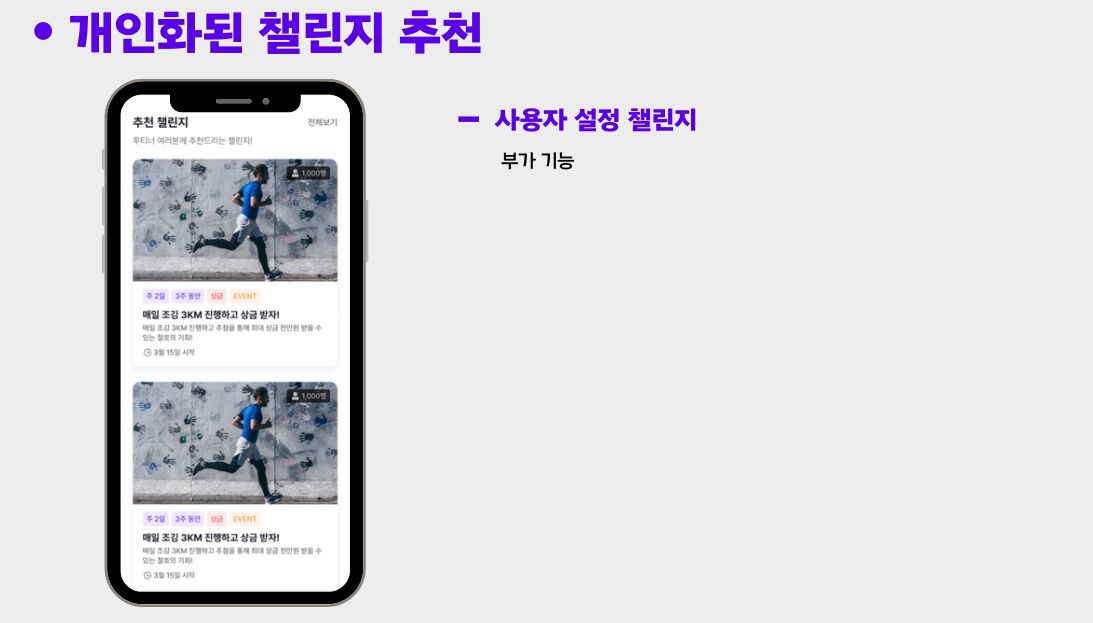 • 개인화된 챌린지 추천
추천 챌린지
전체보기
루티너 여러분께 추천드리는 챌린지!
1,000명
주 2일 3주 동안 상금 EVENT
매일 조깅 3KM 진행하고 상금 받자!
매일 조깅 3KM 진행하고 추첨을 통해 최대 상금 천만원 받을 수
있는 절호의 기회!
3월 15일 시작
1,000명
주 2일 3주 동안 상금 EVENT
매일 조깅 3KM 진행하고 상금 받자!
매일 조깅 3KM 진행하고 추첨을 통해 최대 상금 천만원 받을 수
있는 절호의 기회!
3월 15일 시작
– 사용자 설정 챌린지
부가 기능